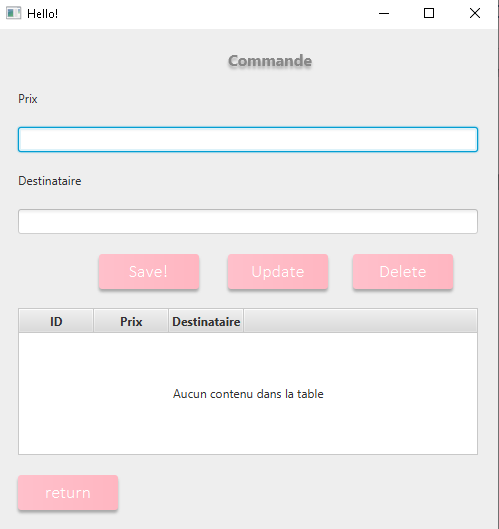 Hello!
Commande
Prix
Destinataire
Save! Update Delete
ID Prix Destinataire
Aucun contenu dans la table
return